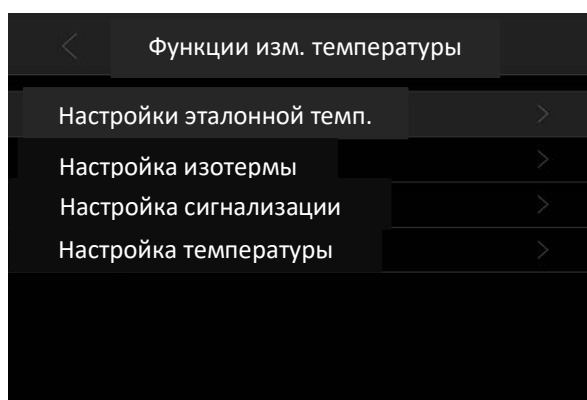 Функции изм. температуры
Настройки эталонной темп.
Настройка изотермы
Настройка сигнализации
Настройка температуры